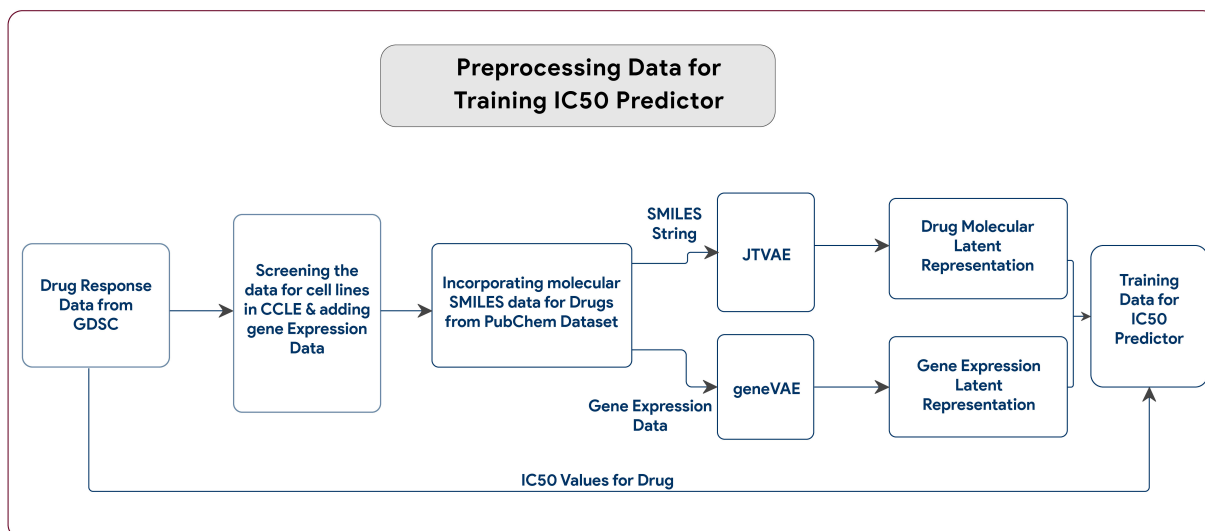 Preprocessing Data for
Training IC50 Predictor
Drug Response
Data from
GDSC
Screening the
data for cell lines
in CCLE & adding
gene Expression
Data
Incorporating molecular
SMILES data for Drugs
from PubChem Dataset
SMILES
String
JTVAE
Drug Molecular
Latent
Representation
Gene Expression
Data
geneVAE
Gene Expression
Latent
Representation
Training
Data for
IC50
Predictor
IC50 Values for Drug